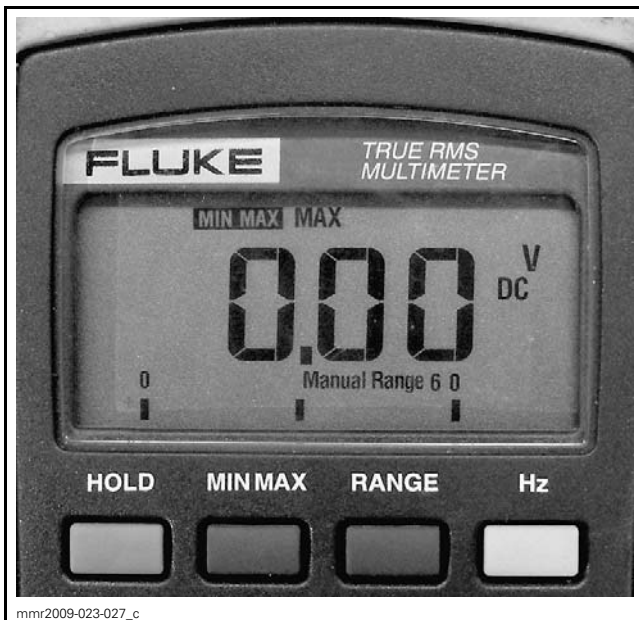 FLUKE
TRUE RMS
MULTIMETER
MIN MAX MAX
0.00
V
DC
0
Manual Range 6 0
HOLD MIN MAX RANGE Hz
mmr2009-023-027_c